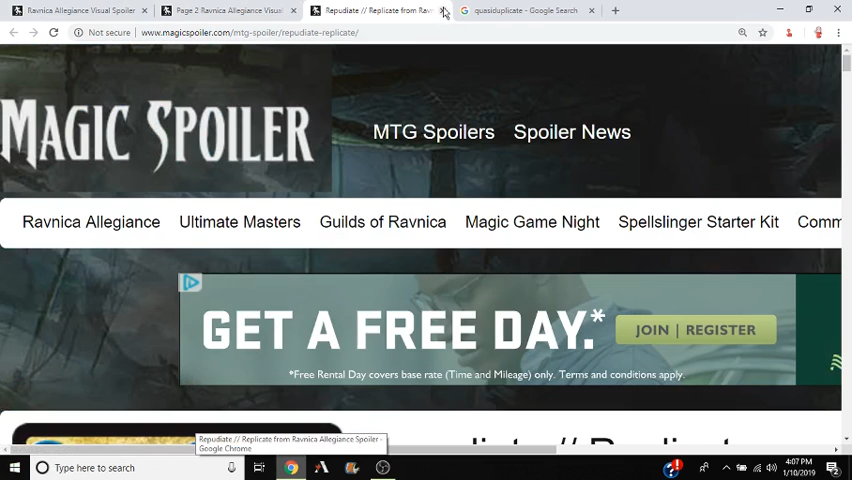 Ravnica Allegiance Visual Spoiler
Page 2 Ravnica Allegiance Visual
Repudiate // Replicate from Rav
quasiduplicate - Google Search
Not secure
www.magicspoiler.com/mtg-spoiler/repudiate-replicate/
MAGIC SPOILER
MTG Spoilers
Spoiler News
Ravnica Allegiance
Ultimate Masters
Guilds of Ravnica
Magic Game Night
Spellslinger Starter Kit
Comm
GET A FREE DAY.*
JOIN | REGISTER
*Free Rental Day covers base rate (Time and Mileage) only. Terms and conditions apply.
Repudiate // Replicate from Ravnica Allegiance Spoiler -
Google Chrome
Type here to search
4:07 PM
1/10/2019
2